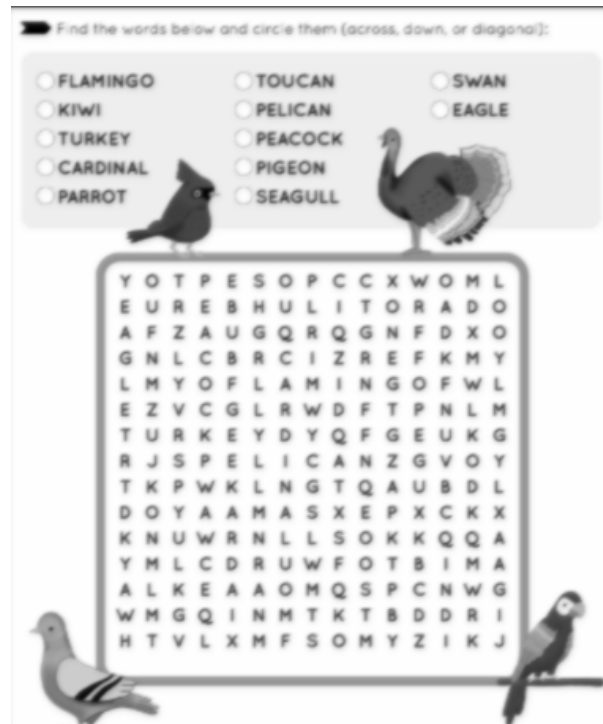 Find the words below and circle them (across, down, or diagonal):
FLAMINGO TOUCAN SWAN
KIWI PELICAN EAGLE
TURKEY PEACOCK
CARDINAL PIGEON
PARROT SEAGULL
Y O T P E S O P C C X W O M L
E U R E B H U L I T O R A D O
A F Z A U G Q R Q G N F D X O
G N L C B R C I Z R E F K M Y
L M Y O F L A M I N G O F W L
E Z V C G L R W D F T P N L M
T U R K E Y D Y Q F G E U K G
R J S P E L I C A N Z G V O Y
T K P W K L N G T Q A U B D L
D O Y A A M A S X E P X C K X
K N U W R N L L S O K K Q Q A
Y M L C D R U W F O T B I M A
A L K E A A O M Q S P C N W G
W M G Q I N M T K T B D D R I
H T V L X M F S O M Y Z I K J